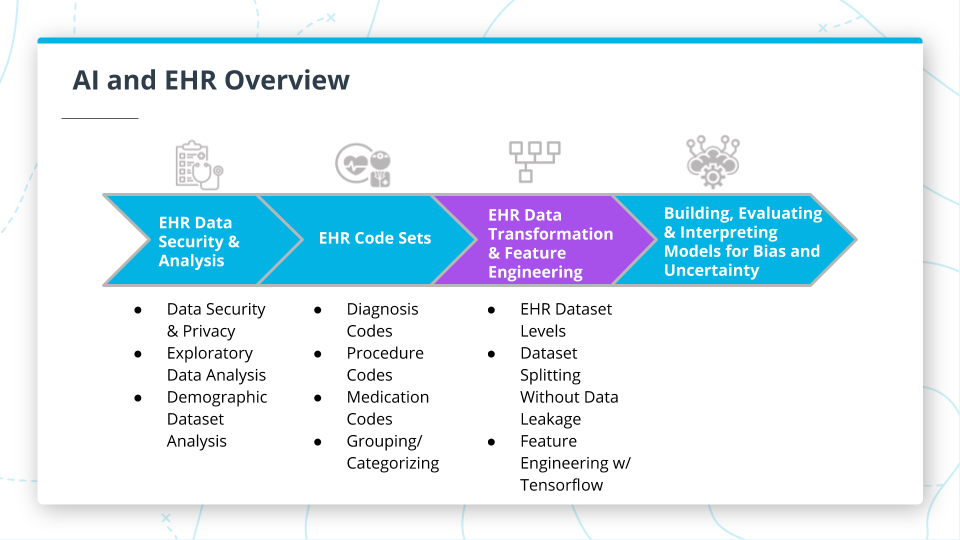 AI and EHR Overview
EHR Data
Security &
Analysis
EHR Code Sets
EHR Data
Transformation
& Feature
Engineering
Building, Evaluating
& Interpreting
Models for Bias and
Uncertainty
● Data Security
& Privacy
● Exploratory
Data Analysis
● Demographic
Dataset
Analysis
● Diagnosis
Codes
● Procedure
Codes
● Medication
Codes
● Grouping/
Categorizing
● EHR Dataset
Levels
● Dataset
Splitting
Without Data
Leakage
● Feature
Engineering w/
Tensorflow